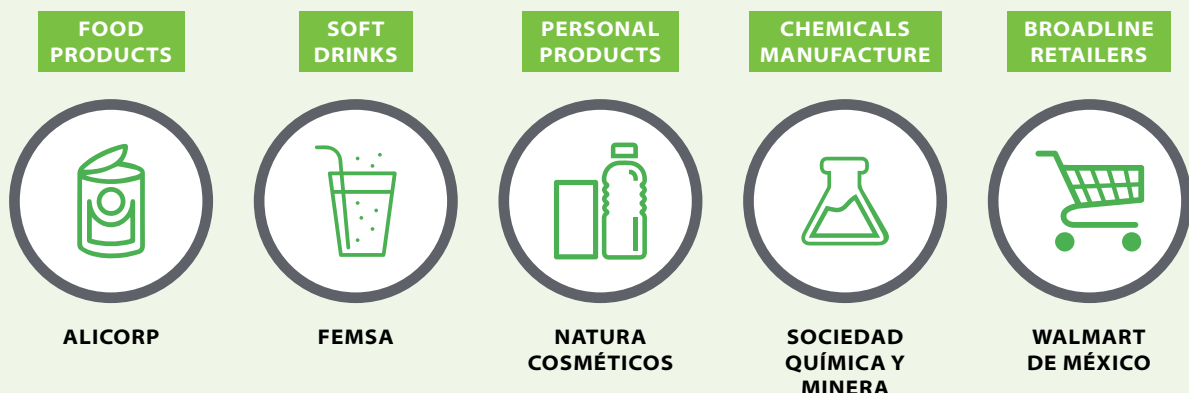 FOOD
PRODUCTS
SOFT
DRINKS
PERSONAL
PRODUCTS
CHEMICALS
MANUFACTURE
BROADLINE
RETAILERS
ALICORP
FEMSA
NATURA
COSMÉTICOS
SOCIEDAD
QUÍMICA Y
MINERA
WALMART
DE MÉXICO